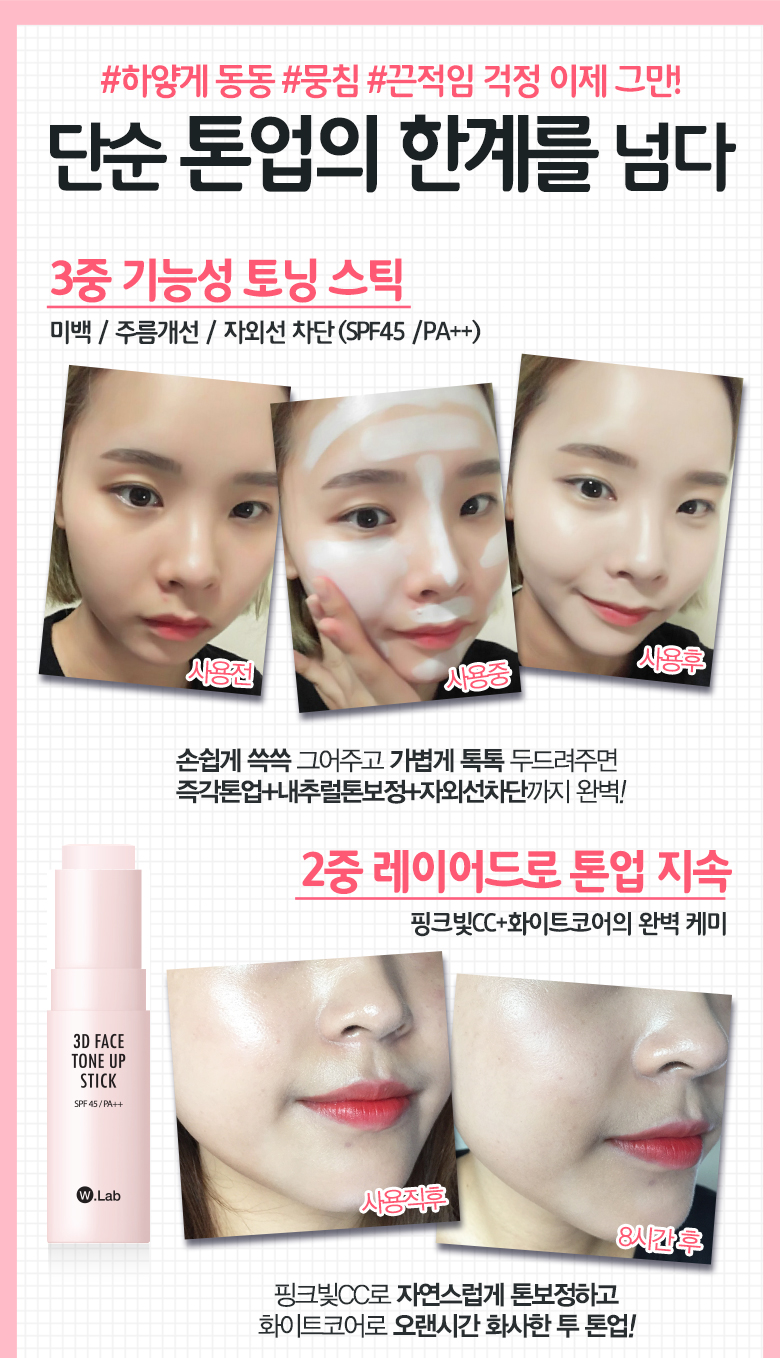 #하얗게 동동 #뭉침 #끈적임 걱정 이제 그만!
단순 톤업의 한계를 넘다
3중 기능성 토닝 스틱
미백 / 주름개선 / 자외선 차단(SPF45 /PA++)
사용전
사용중
사용후
손쉽게 쓱쓱 그어주고 가볍게 톡톡 두드려주면
즉각톤업+내추럴톤보정+자외선차단까지 완벽!
2중 레이어드로 톤업 지속
핑크빛CC+화이트코어의 완벽 케미
3D FACE
TONE UP
STICK
SPF 45 / PA++
W.Lab
사용직후
8시간 후
핑크빛CC로 자연스럽게 톤보정하고
화이트코어로 오랜시간 화사한 투 톤업!